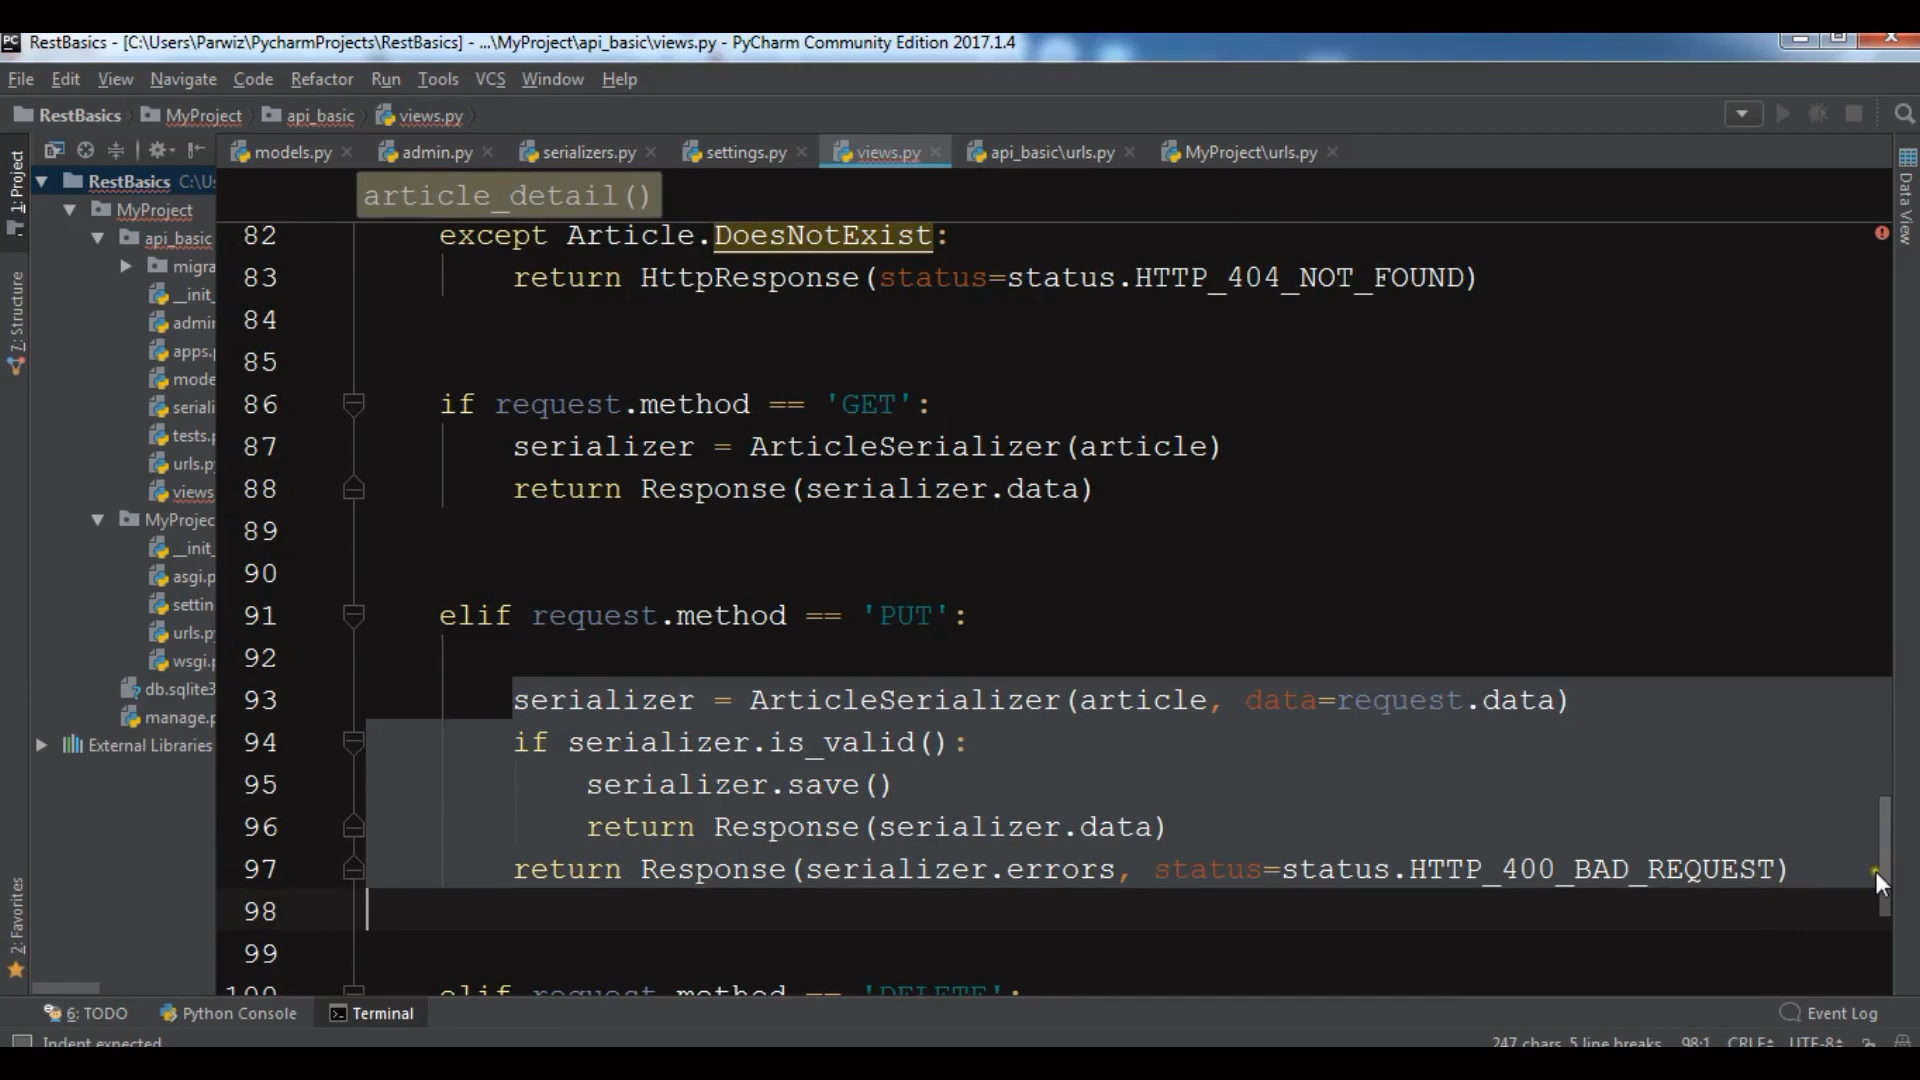 PC RestBasics - [C:\Users\Parwiz\PycharmProjects\RestBasics] - ...\MyProject\api_basic\views.py - PyCharm Community Edition 2017.1.4
File Edit View Navigate Code Refactor Run Tools VCS Window Help
RestBasics MyProject api_basic views.py
models.py admin.py serializers.py settings.py views.py api_basic\urls.py MyProject\urls.py
1: Project
7: Structure
2: Favorites
RestBasics C:\U
MyProject
api_basic
migra
__init_
admi
apps.
mode
seriali
tests.
urls.p
views
MyProjec
__init_
asgi.p
settin
urls.p
wsgi.
db.sqlite3
manage.p
External Libraries
article_detail()
82 except Article.DoesNotExist:
83 return HttpResponse(status=status.HTTP_404_NOT_FOUND)
84
85
86 if request.method == 'GET':
87 serializer = ArticleSerializer(article)
88 return Response(serializer.data)
89
90
91 elif request.method == 'PUT':
92
93 serializer = ArticleSerializer(article, data=request.data)
94 if serializer.is_valid():
95 serializer.save()
96 return Response(serializer.data)
97 return Response(serializer.errors, status=status.HTTP_400_BAD_REQUEST)
98
99
100 elif request.method == 'DELETE':
Data View
6: TODO Python Console Terminal Event Log
Indent expected 247 chars, 5 line breaks 98:1 CRLF UTF-8